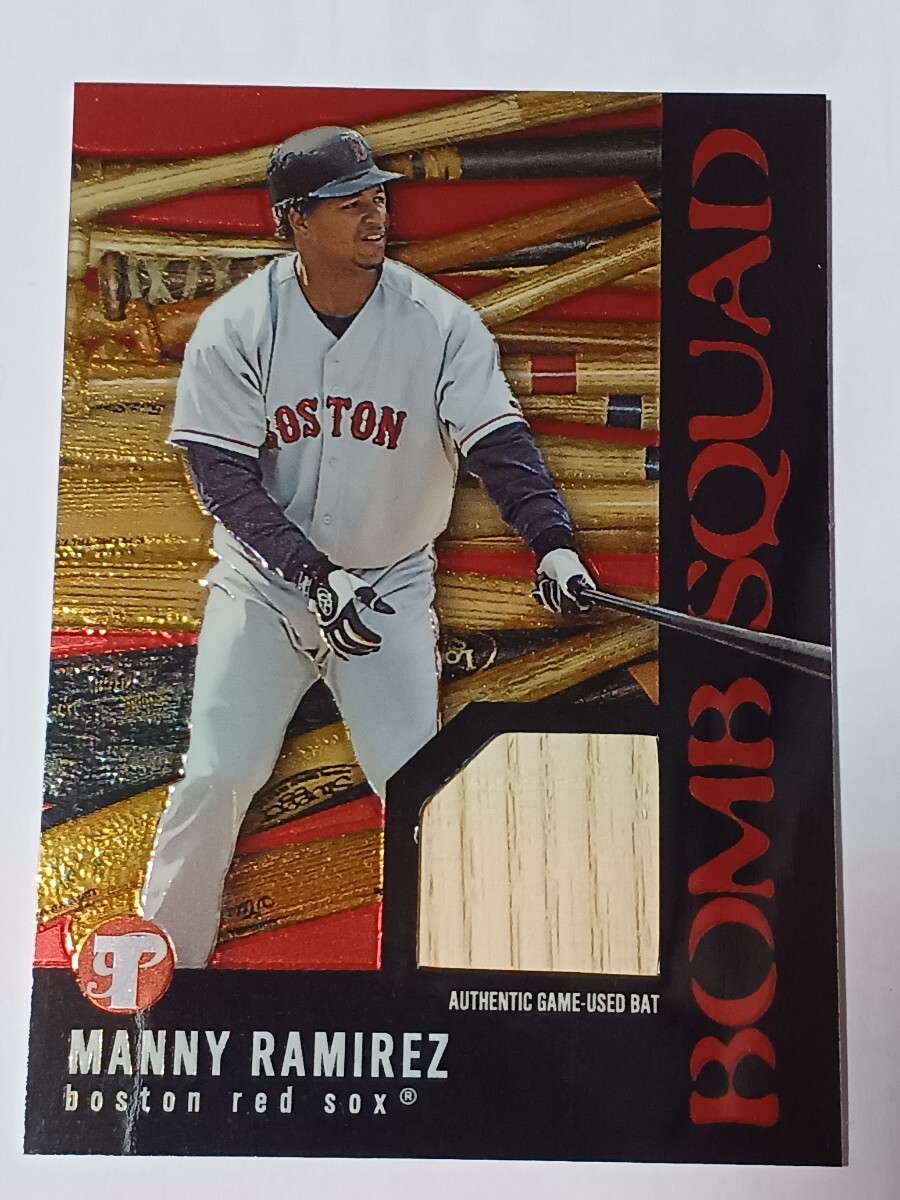 BOSTON
BOMB SQUAD
AUTHENTIC GAME-USED BAT
MANNY RAMIREZ
boston red sox®